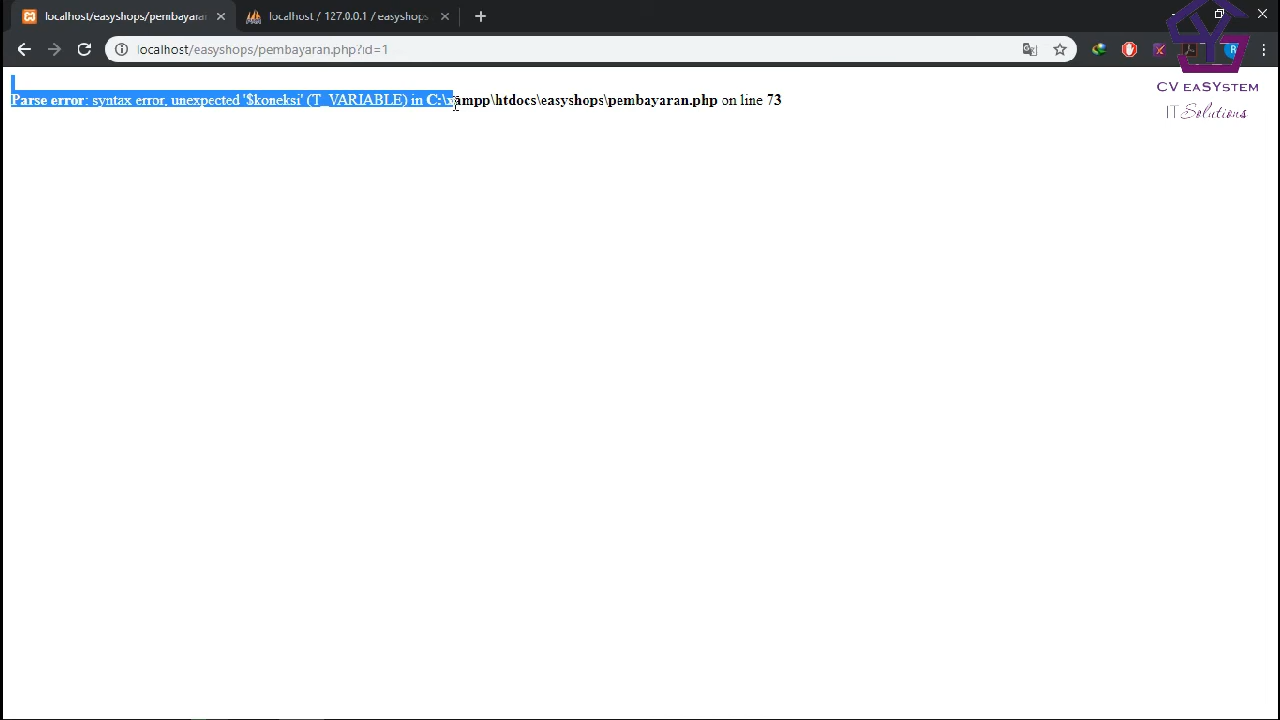 localhost/easyshops/pembayaran
localhost / 127.0.0.1 / easyshops
localhost/easyshops/pembayaran.php?id=1
Parse error: syntax error, unexpected '$koneksi' (T_VARIABLE) in C:\xampp\htdocs\easyshops\pembayaran.php on line 73
CV EASYSTEM
IT Solutions